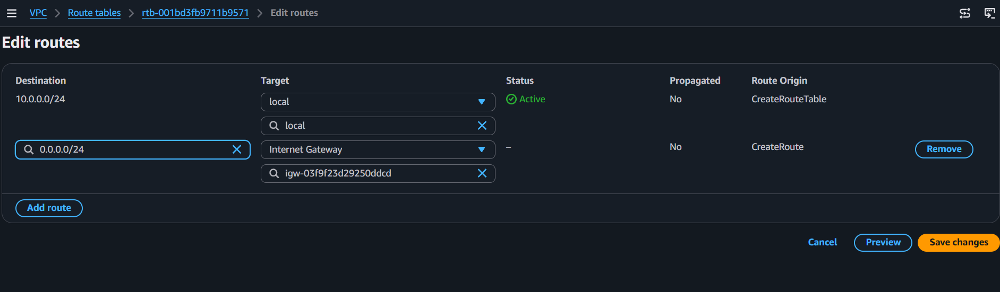 VPC > Route tables > rtb-001bd3fb9711b9571 > Edit routes
Edit routes
Destination Target Status Propagated Route Origin
10.0.0.0/24 local Active No CreateRouteTable
local
0.0.0.0/24 Internet Gateway – No CreateRoute Remove
igw-03f9f23d29250ddcd
Add route
Cancel Preview Save changes